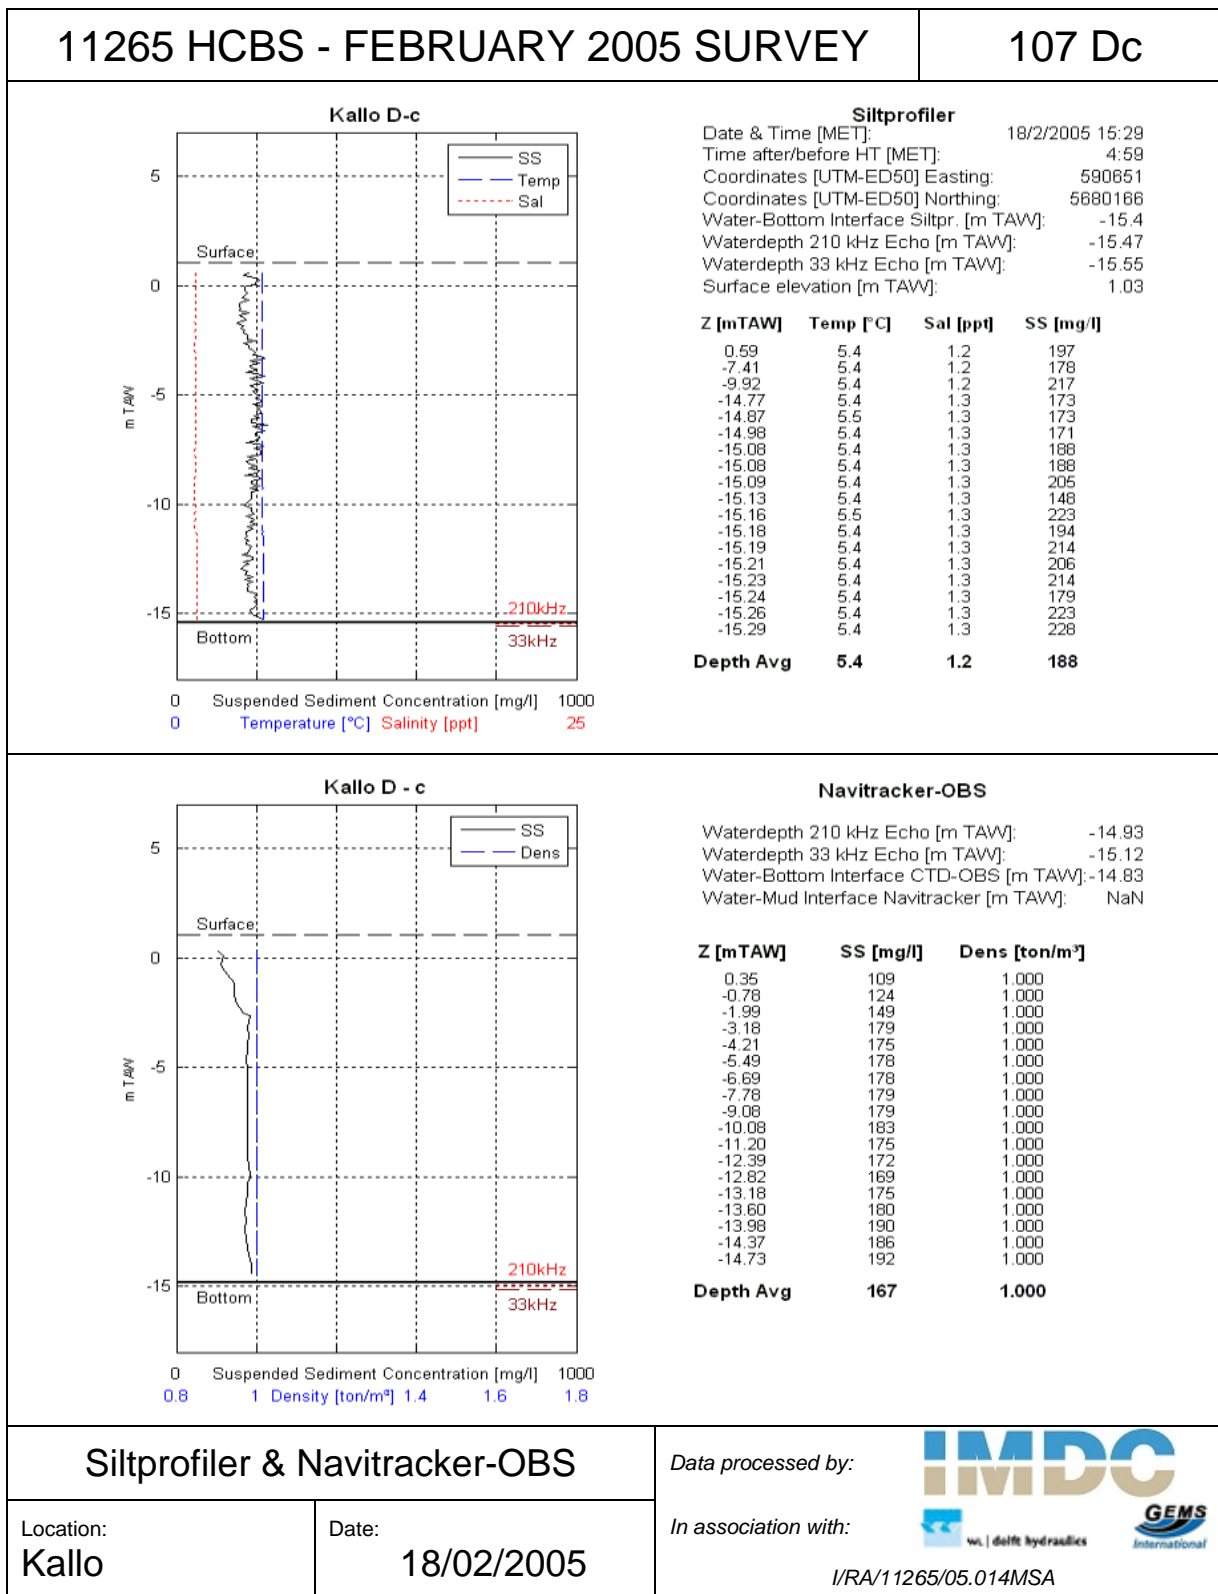 11265 HCBS - FEBRUARY 2005 SURVEY
107 Dc
Kallo D-c
SS
Temp
Sal
5
Surface
0
-5
m TAW
-10
-15
210kHz
Bottom
33kHz
0 Suspended Sediment Concentration [mg/l] 1000
0 Temperature [°C] Salinity [ppt] 25
Siltprofiler
Date & Time [MET]: 18/2/2005 15:29
Time after/before HT [MET]: 4:59
Coordinates [UTM-ED50] Easting: 590651
Coordinates [UTM-ED50] Northing: 5680166
Water-Bottom Interface Siltpr. [m TAW]: -15.4
Waterdepth 210 kHz Echo [m TAW]: -15.47
Waterdepth 33 kHz Echo [m TAW]: -15.55
Surface elevation [m TAW]: 1.03
Z [mTAW] Temp [°C] Sal [ppt] SS [mg/l]
0.59 5.4 1.2 197
-7.41 5.4 1.2 178
-9.92 5.4 1.2 217
-14.77 5.4 1.3 173
-14.87 5.5 1.3 173
-14.98 5.4 1.3 171
-15.08 5.4 1.3 188
-15.08 5.4 1.3 188
-15.09 5.4 1.3 205
-15.13 5.4 1.3 148
-15.16 5.5 1.3 223
-15.18 5.4 1.3 194
-15.19 5.4 1.3 214
-15.21 5.4 1.3 206
-15.23 5.4 1.3 214
-15.24 5.4 1.3 179
-15.26 5.4 1.3 223
-15.29 5.4 1.3 228
Depth Avg 5.4 1.2 188
Kallo D - c
SS
Dens
5
Surface
0
-5
m TAW
-10
-15
210kHz
Bottom
33kHz
0 Suspended Sediment Concentration [mg/l] 1000
0.8 1 Density [ton/m³] 1.4 1.6 1.8
Navitracker-OBS
Waterdepth 210 kHz Echo [m TAW]: -14.93
Waterdepth 33 kHz Echo [m TAW]: -15.12
Water-Bottom Interface CTD-OBS [m TAW]: -14.83
Water-Mud Interface Navitracker [m TAW]: NaN
Z [mTAW] SS [mg/l] Dens [ton/m³]
0.35 109 1.000
-0.78 124 1.000
-1.99 149 1.000
-3.18 179 1.000
-4.21 175 1.000
-5.49 178 1.000
-6.69 178 1.000
-7.78 179 1.000
-9.08 179 1.000
-10.08 183 1.000
-11.20 175 1.000
-12.39 172 1.000
-12.82 169 1.000
-13.18 175 1.000
-13.60 180 1.000
-13.98 190 1.000
-14.37 186 1.000
-14.73 192 1.000
Depth Avg 167 1.000
Siltprofiler & Navitracker-OBS
Location:
Kallo
Date:
18/02/2005
Data processed by:
IMDC
In association with:
wL | delft hydraulics
GEMS
International
I/RA/11265/05.014MSA